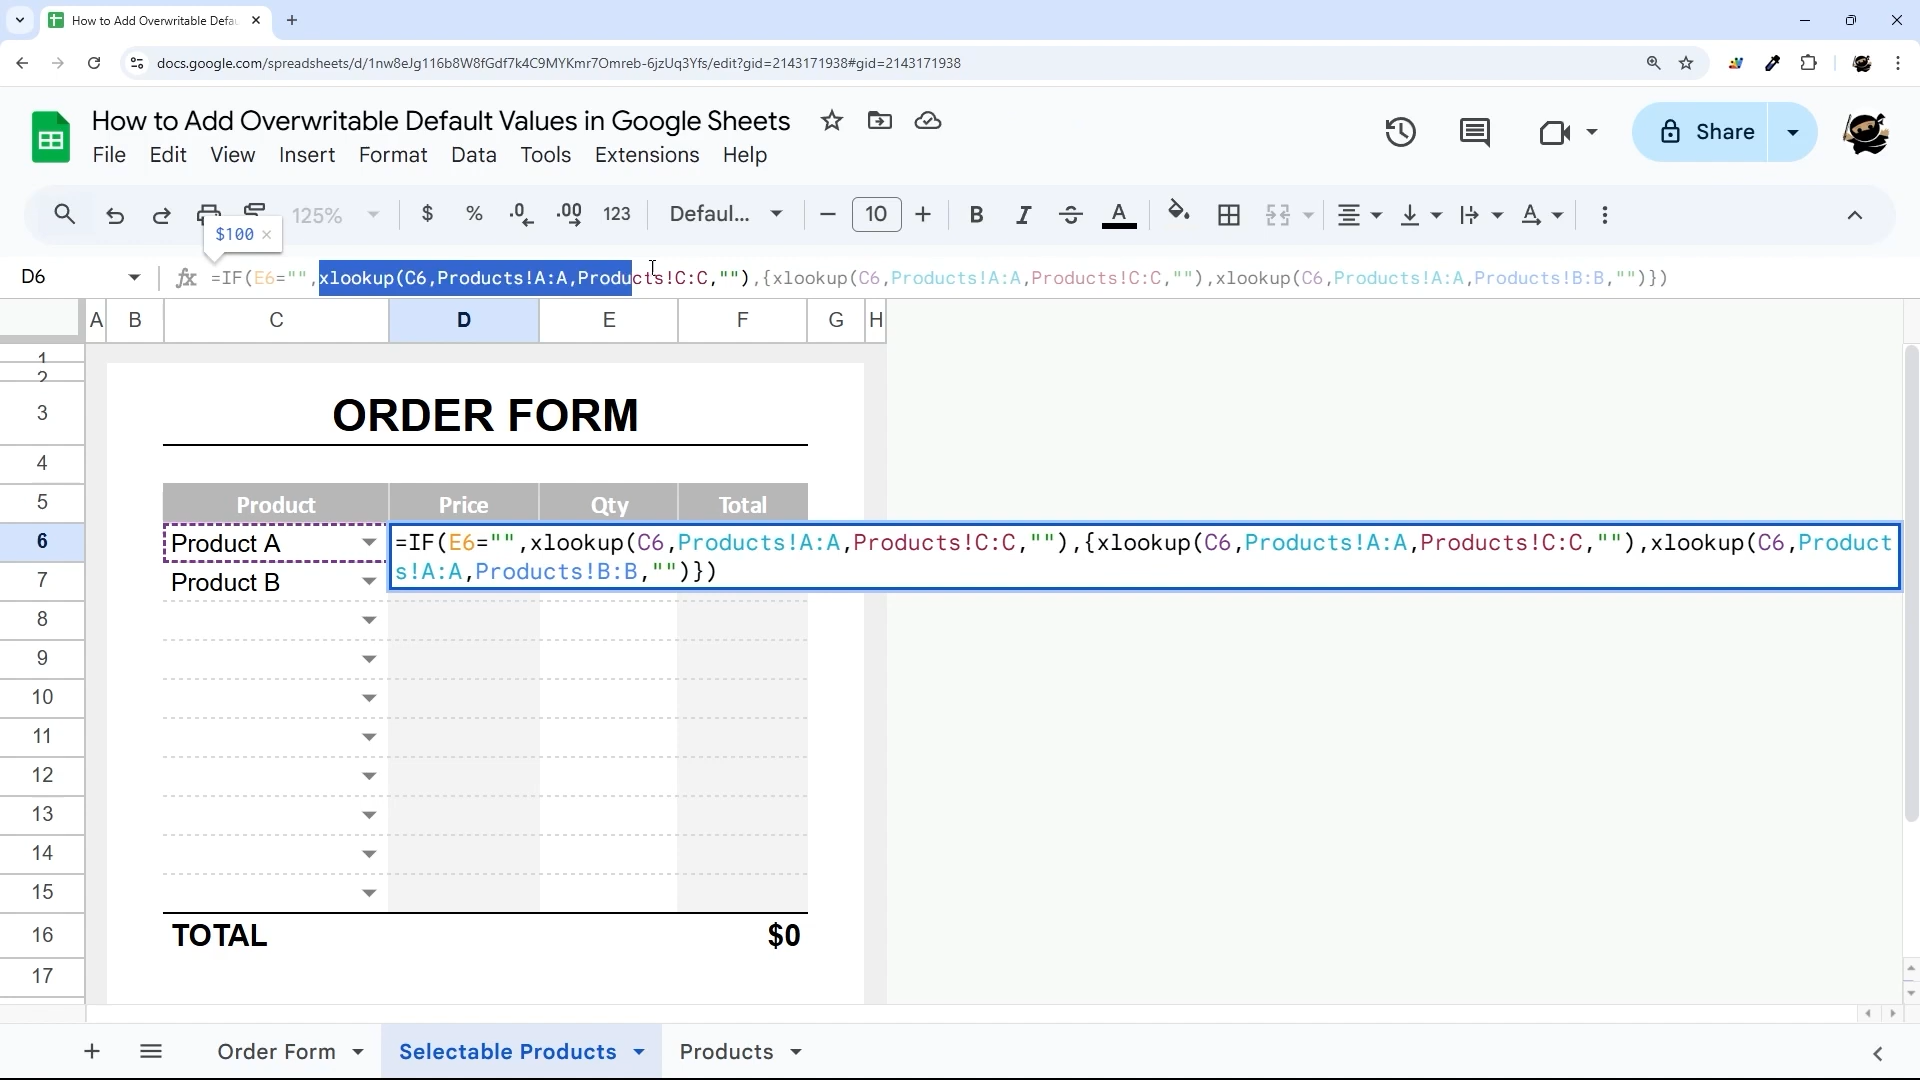 How to Add Overwritable Defau
docs.google.com/spreadsheets/d/1nw8eJg116b8W8fGdf7k4C9MYKmr7Omreb-6jzUq3Yfs/edit?gid=2143171938#gid=2143171938
How to Add Overwritable Default Values in Google Sheets
File Edit View Insert Format Data Tools Extensions Help
Share
125% $ % .0 .00 123 Defaul... 10 B I S A
$100 ×
D6 fx =IF(E6="",xlookup(C6,Products!A:A,Products!C:C,""),{xlookup(C6,Products!A:A,Products!C:C,""),xlookup(C6,Products!A:A,Products!B:B,"")})
A B C D E F G H
1
2
3 ORDER FORM
4
5 Product Price Qty Total
6 Product A =IF(E6="",xlookup(C6,Products!A:A,Products!C:C,""),{xlookup(C6,Products!A:A,Products!C:C,""),xlookup(C6,Product
7 Product B s!A:A,Products!B:B,"")})
8
9
10
11
12
13
14
15
16 TOTAL $0
17
Order Form Selectable Products Products